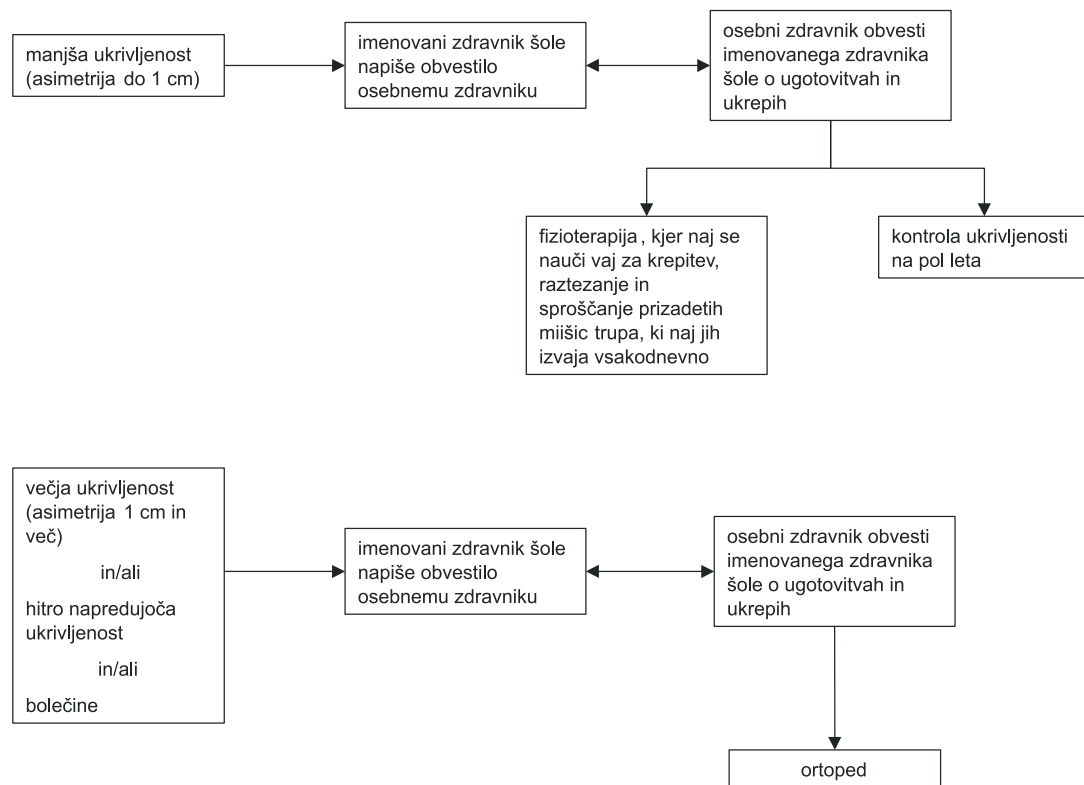 manjša ukrivljenost
(asimetrija do 1 cm)
imenovani zdravnik šole
napiše obvestilo
osebnemu zdravniku
osebni zdravnik obvesti
imenovanega zdravnika
šole o ugotovitvah in
ukrepih
fizioterapija, kjer naj se
nauči vaj za krepitev,
raztezanje in
sproščanje prizadetih
miišic trupa, ki naj jih
izvaja vsakodnevno
kontrola ukrivljenosti
na pol leta
večja ukrivljenost
(asimetrija 1 cm in
več)
in/ali
hitro napredujoča
ukrivljenost
in/ali
bolečine
imenovani zdravnik šole
napiše obvestilo
osebnemu zdravniku
osebni zdravnik obvesti
imenovanega zdravnika
šole o ugotovitvah in
ukrepih
ortoped